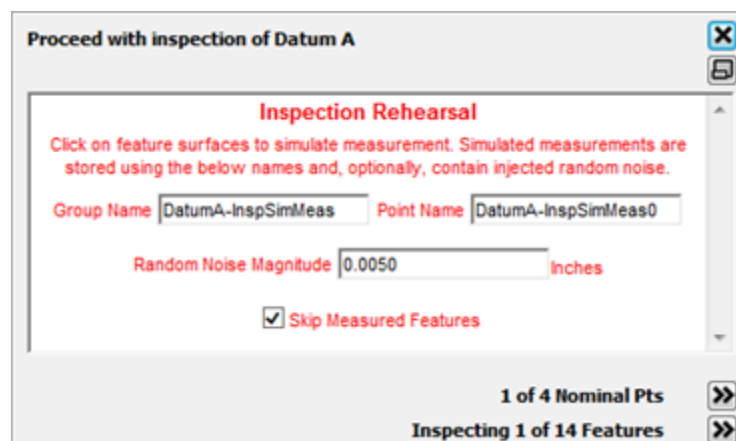 Proceed with inspection of Datum A
Inspection Rehearsal
Click on feature surfaces to simulate measurement. Simulated measurements are
stored using the below names and, optionally, contain injected random noise.
Group Name DatumA-InspSimMeas Point Name DatumA-InspSimMeas0
Random Noise Magnitude 0.0050 Inches
Skip Measured Features
1 of 4 Nominal Pts
Inspecting 1 of 14 Features